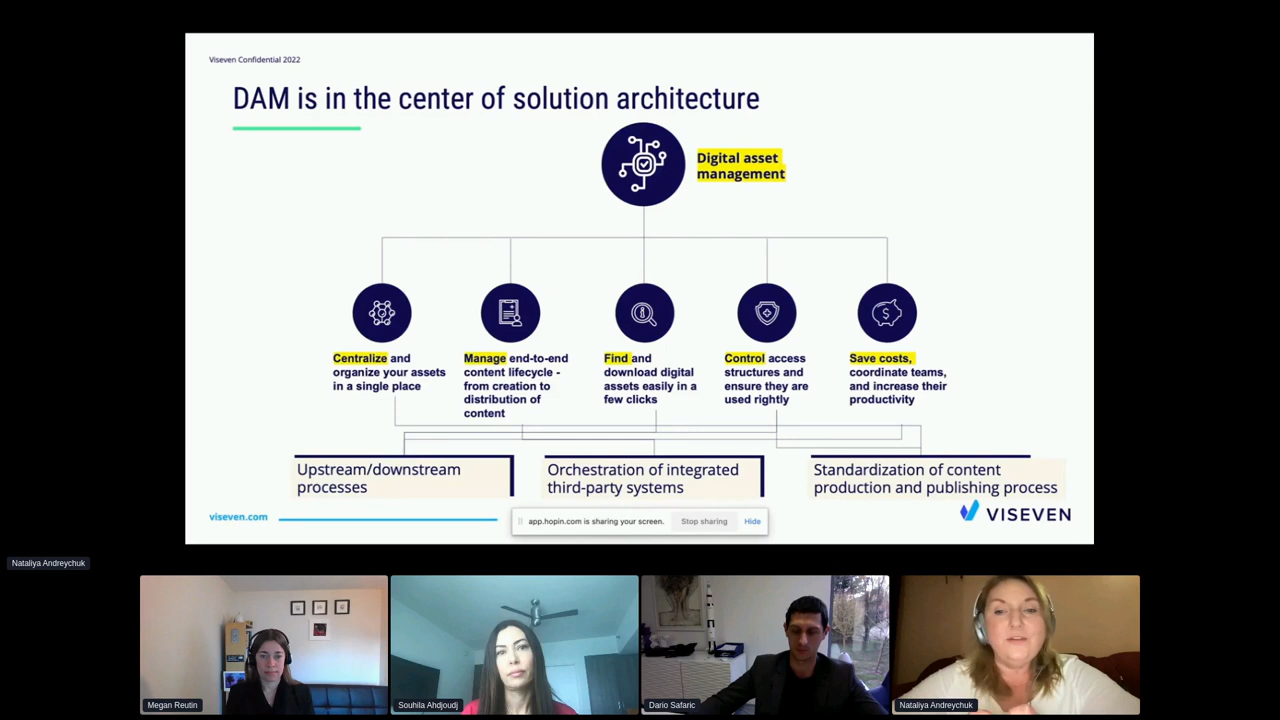 Viseven Confidential 2022
DAM is in the center of solution architecture
Digital asset
management
Centralize and
organize your assets
in a single place
Manage end-to-end
content lifecycle -
from creation to
distribution of
content
Find and
download digital
assets easily in a
few clicks
Control access
structures and
ensure they are
used rightly
Save costs,
coordinate teams,
and increase their
productivity
Upstream/downstream
processes
Orchestration of integrated
third-party systems
Standardization of content
production and publishing process
viseven.com
app.hopin.com is sharing your screen.
Stop sharing
Hide
VISEVEN
Nataliya Andreychuk
Megan Reutin
Souhila Ahdjoudj
Dario Safaric
Nataliya Andreychuk